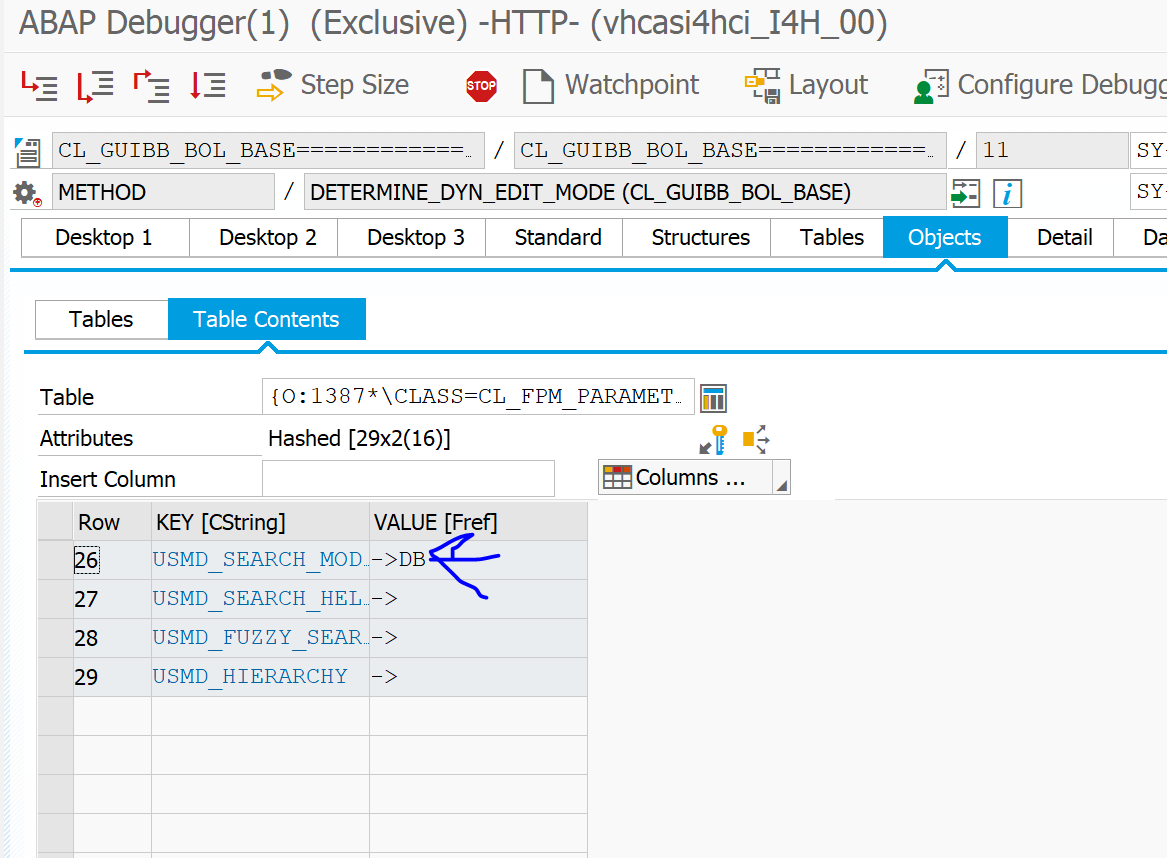 ABAP Debugger(1)  (Exclusive) -HTTP- (vhcasi4hci_I4H_00)
Step Size STOP Watchpoint Layout Configure Debugg
CL_GUIBB_BOL_BASE============… / CL_GUIBB_BOL_BASE============… / 11 SY-
METHOD / DETERMINE_DYN_EDIT_MODE (CL_GUIBB_BOL_BASE) i SY-
Desktop 1 Desktop 2 Desktop 3 Standard Structures Tables Objects Detail Da
Tables Table Contents
Table {O:1387*\CLASS=CL_FPM_PARAMET…
Attributes Hashed [29x2(16)]
Insert Column Columns ...
Row KEY [CString] VALUE [Fref]
26 USMD_SEARCH_MOD… ->DB
27 USMD_SEARCH_HEL… ->
28 USMD_FUZZY_SEAR… ->
29 USMD_HIERARCHY ->